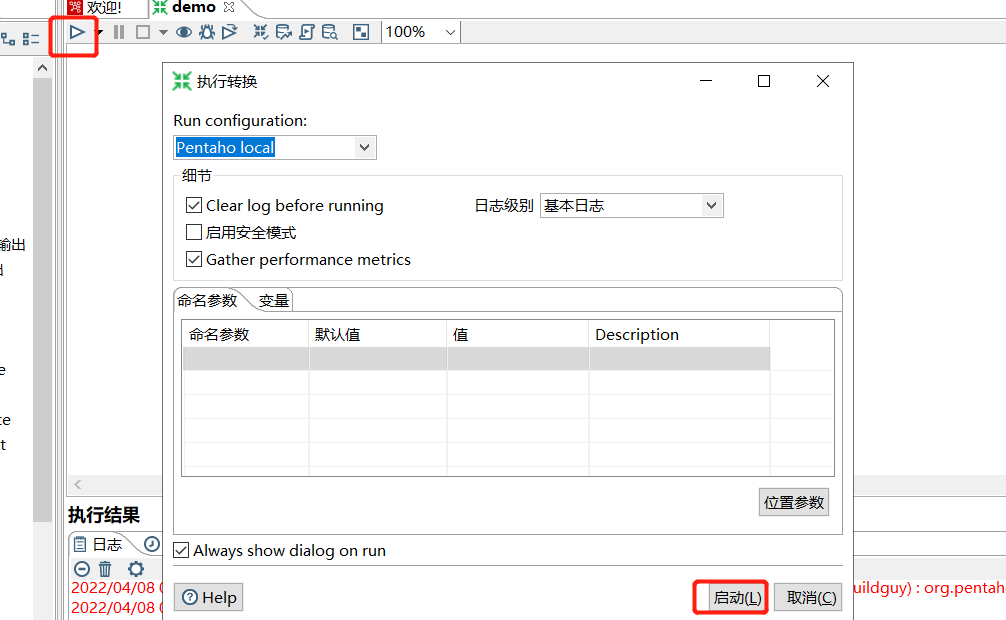 欢迎!
demo
100%
执行转换
Run configuration:
Pentaho local
细节
Clear log before running
日志级别
基本日志
启用安全模式
Gather performance metrics
命名参数
变量
命名参数 默认值 值 Description
输出
位置参数
执行结果
日志
Always show dialog on run
2022/04/08
uildguy) : org.pentah
2022/04/08
Help
启动(L)
取消(C)